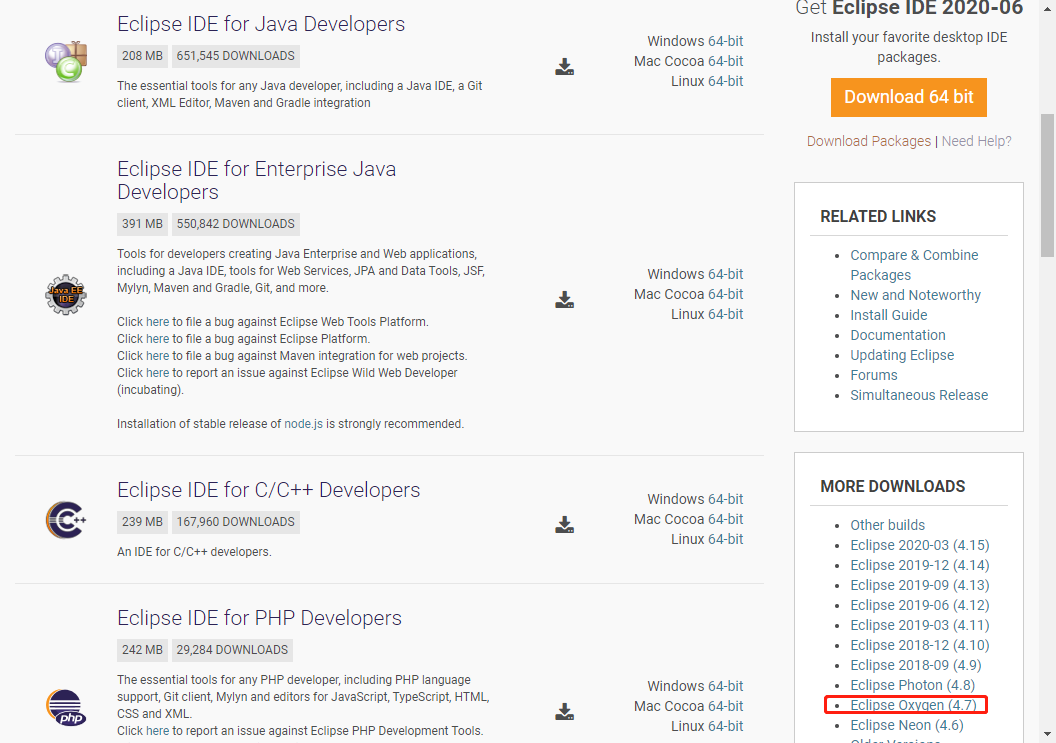 Eclipse IDE for Java Developers
208 MB 651,545 DOWNLOADS
The essential tools for any Java developer, including a Java IDE, a Git
client, XML Editor, Maven and Gradle integration
Windows 64-bit
Mac Cocoa 64-bit
Linux 64-bit
Eclipse IDE for Enterprise Java
Developers
391 MB 550,842 DOWNLOADS
Tools for developers creating Java Enterprise and Web applications,
including a Java IDE, tools for Web Services, JPA and Data Tools, JSF,
Mylyn, Maven and Gradle, Git, and more.
Click here to file a bug against Eclipse Web Tools Platform.
Click here to file a bug against Eclipse Platform.
Click here to file a bug against Maven integration for web projects.
Click here to report an issue against Eclipse Wild Web Developer
(incubating).
Installation of stable release of node.js is strongly recommended.
Java EE
IDE
Windows 64-bit
Mac Cocoa 64-bit
Linux 64-bit
Eclipse IDE for C/C++ Developers
239 MB 167,960 DOWNLOADS
An IDE for C/C++ developers.
C++
Windows 64-bit
Mac Cocoa 64-bit
Linux 64-bit
Eclipse IDE for PHP Developers
242 MB 29,284 DOWNLOADS
The essential tools for any PHP developer, including PHP language
support, Git client, Mylyn and editors for JavaScript, TypeScript, HTML,
CSS and XML.
Click here to report an issue against Eclipse PHP Development Tools.
php
Windows 64-bit
Mac Cocoa 64-bit
Linux 64-bit
Get Eclipse IDE 2020-06
Install your favorite desktop IDE
packages.
Download 64 bit
Download Packages | Need Help?
RELATED LINKS
Compare & Combine
Packages
New and Noteworthy
Install Guide
Documentation
Updating Eclipse
Forums
Simultaneous Release
MORE DOWNLOADS
Other builds
Eclipse 2020-03 (4.15)
Eclipse 2019-12 (4.14)
Eclipse 2019-09 (4.13)
Eclipse 2019-06 (4.12)
Eclipse 2019-03 (4.11)
Eclipse 2018-12 (4.10)
Eclipse 2018-09 (4.9)
Eclipse Photon (4.8)
Eclipse Oxygen (4.7)
Eclipse Neon (4.6)
Older Versions